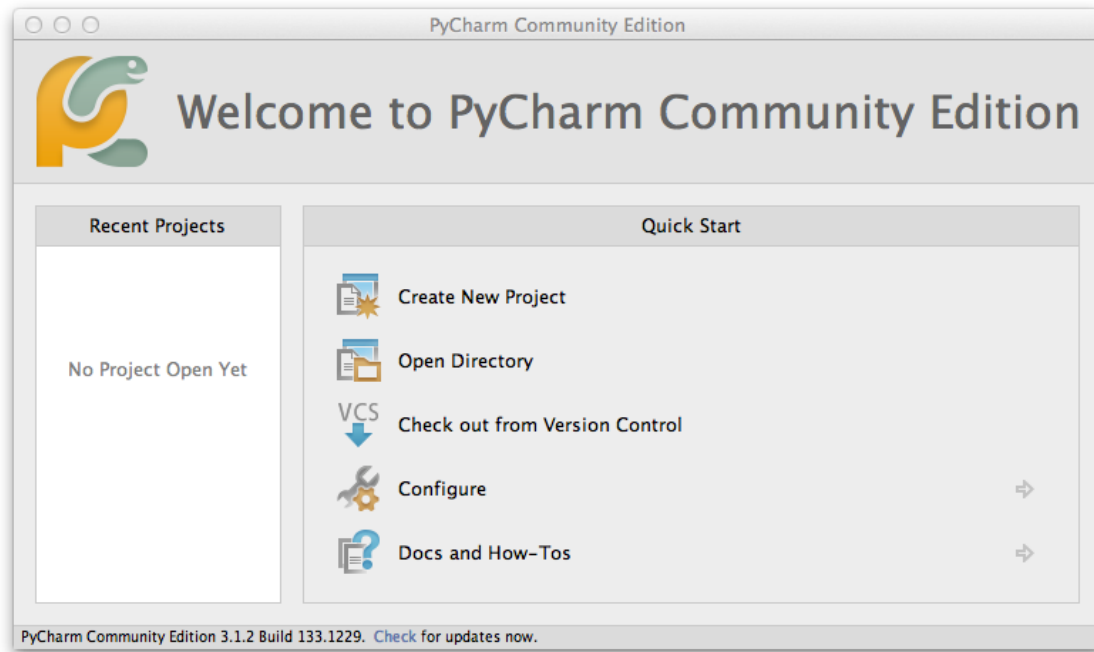 PyCharm Community Edition
Welcome to PyCharm Community Edition
Recent Projects
No Project Open Yet
Quick Start
Create New Project
Open Directory
VCS
Check out from Version Control
Configure
Docs and How-Tos
PyCharm Community Edition 3.1.2 Build 133.1229. Check for updates now.